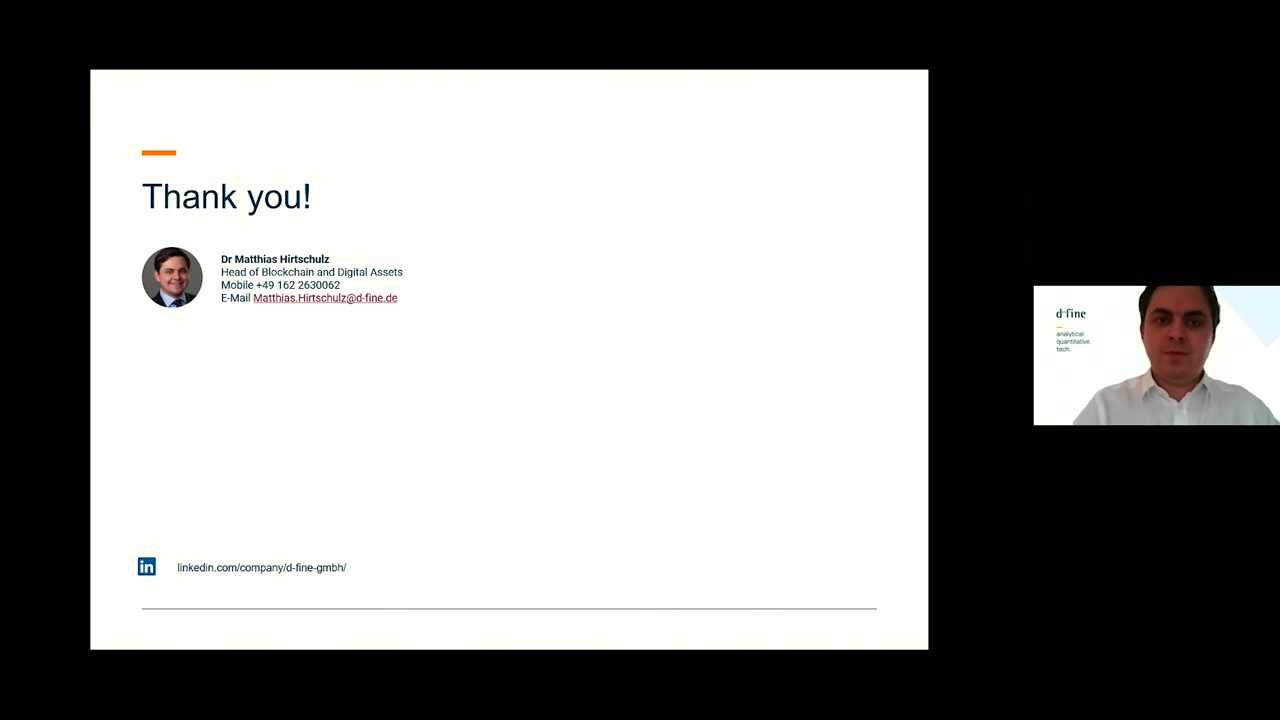 Thank you!
Dr Matthias Hirtschulz
Head of Blockchain and Digital Assets
Mobile +49 162 2630062
E-Mail Matthias.Hirtschulz@d-fine.de
in
linkedin.com/company/d-fine-gmbh/
d-fine
analytical.
quantitative.
tech.